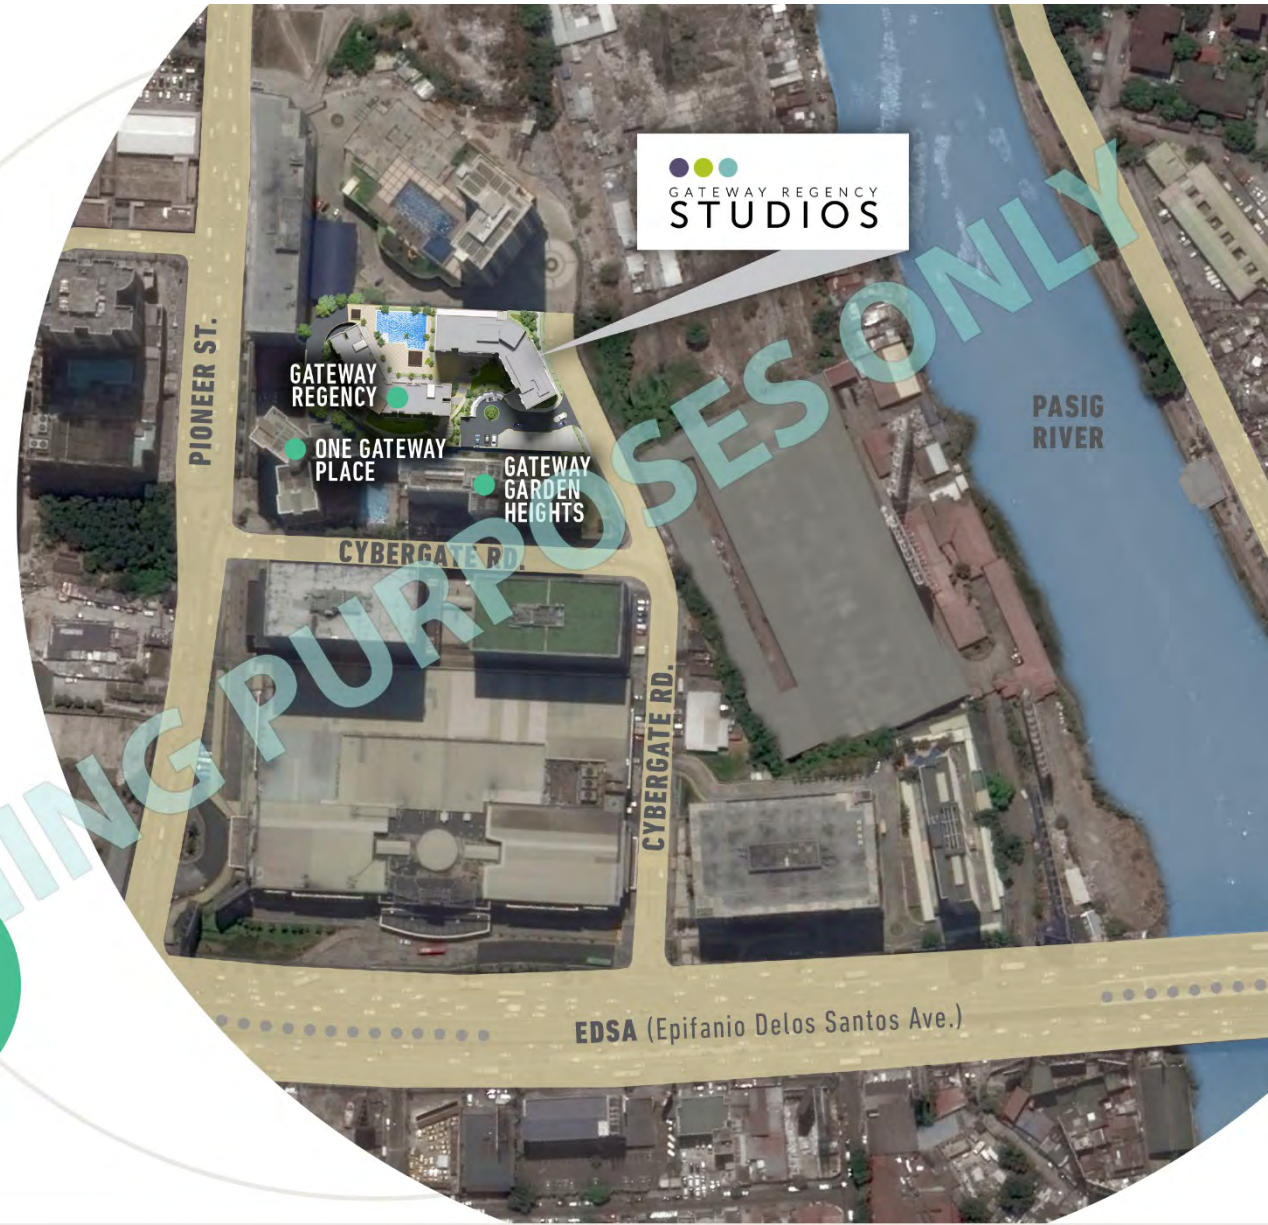 GATEWAY REGENCY
STUDIOS
PIONEER ST.
GATEWAY
REGENCY
ONE GATEWAY
PLACE
GATEWAY
GARDEN
HEIGHTS
PASIG
RIVER
CYBERGATE RD.
CYBERGATE RD.
EDSA (Epifanio Delos Santos Ave.)
PURPOSES ONLY